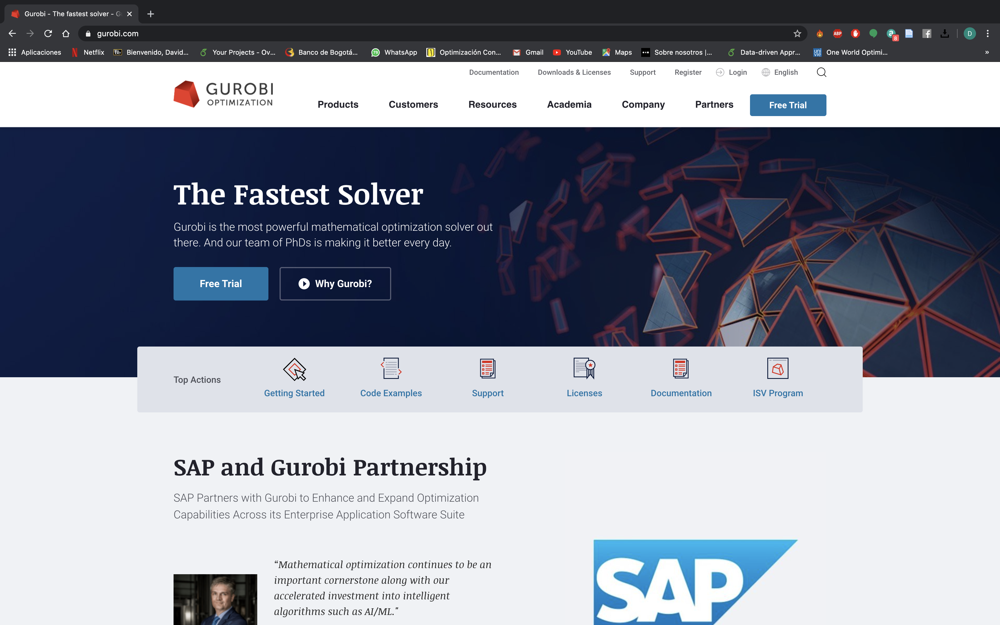 Gurobi - The fastest solver - G
gurobi.com
ABP
8
D
Aplicaciones
Netflix
Bb
Bienvenido, David...
Your Projects - Ov...
Banco de Bogotá...
79
WhatsApp
Optimización Con...
Gmail
YouTube
Maps
Sobre nosotros |...
Data-driven Appr...
uni vie
One World Optimi...
»
Documentation
Downloads & Licenses
Support
Register
Login
English
GUROBI
OPTIMIZATION
Products
Customers
Resources
Academia
Company
Partners
Free Trial
The Fastest Solver
Gurobi is the most powerful mathematical optimization solver out
there. And our team of PhDs is making it better every day.
Free Trial
Why Gurobi?
Top Actions
Getting Started
Code Examples
Support
Licenses
Documentation
ISV Program
SAP and Gurobi Partnership
SAP Partners with Gurobi to Enhance and Expand Optimization
Capabilities Across its Enterprise Application Software Suite
“Mathematical optimization continues to be an
important cornerstone along with our
accelerated investment into intelligent
algorithms such as AI/ML."
SAP